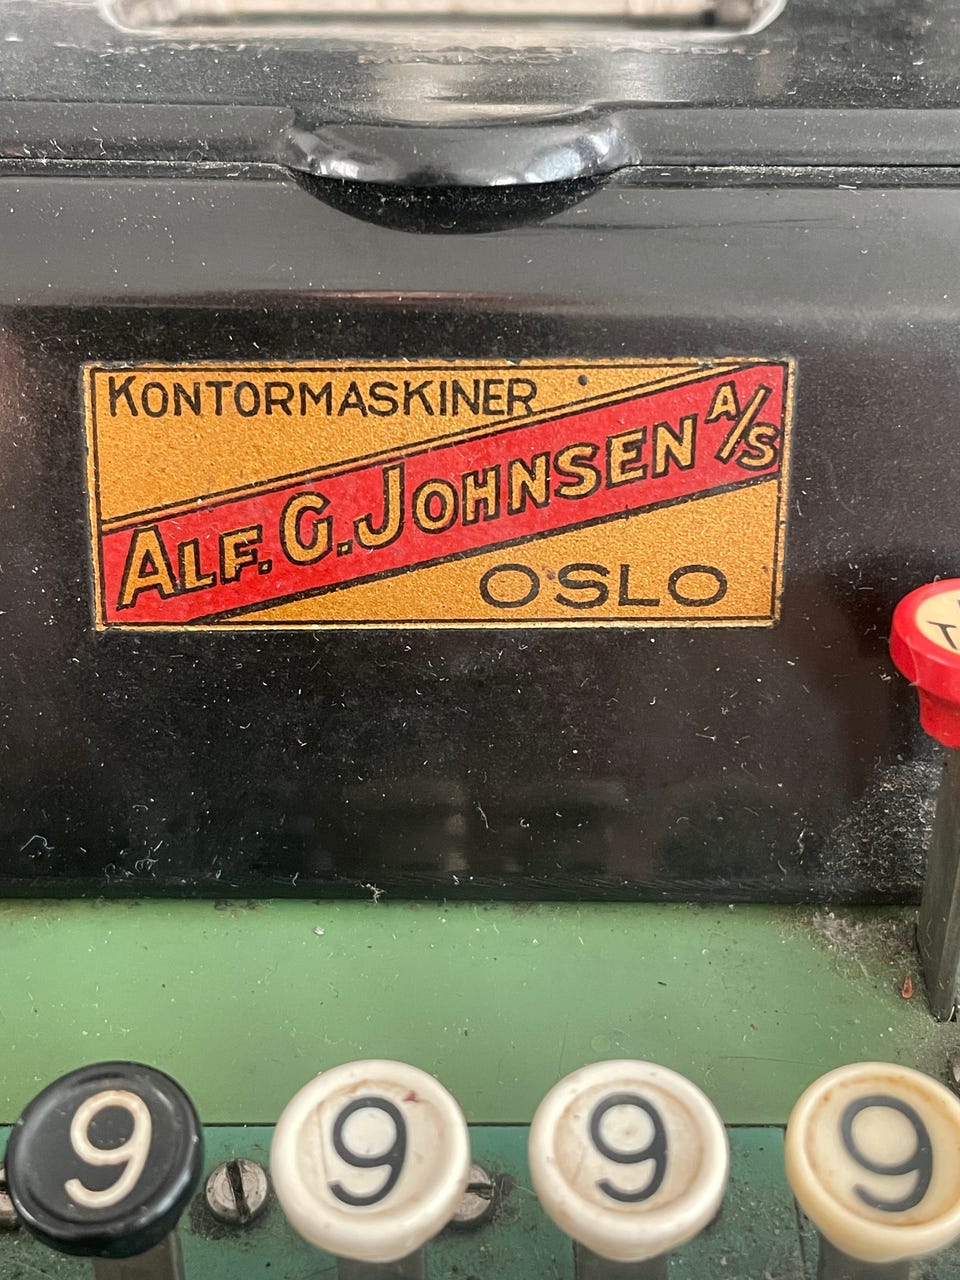 KONTORMASKINER
ALF. G. JOHNSEN A/S
OSLO
T
9 9 9 9